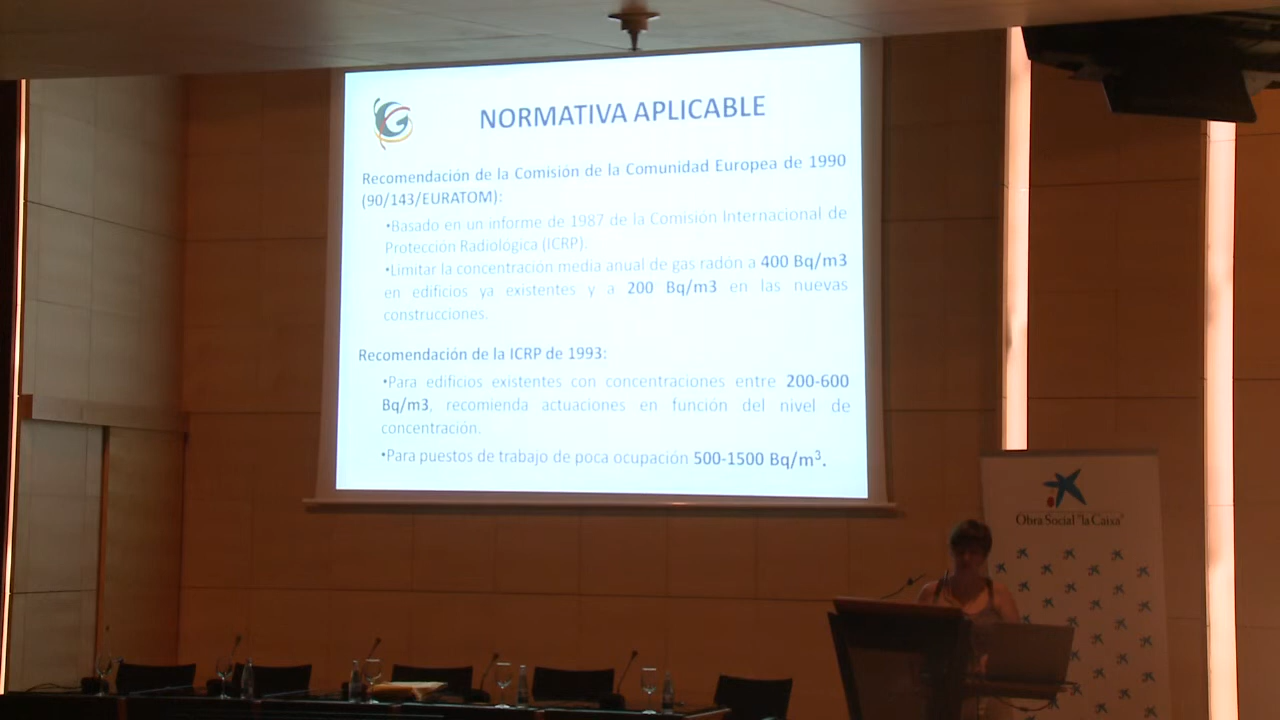 NORMATIVA APLICABLE
Recomendación de la Comisión de la Comunidad Europea de 1990
(90/143/EURATOM):
•Basado en un informe de 1987 de la Comisión Internacional de
Protección Radiológica (ICRP).
•Limitar la concentración media anual de gas radón a 400 Bq/m3
en edificios ya existentes y a 200 Bq/m3 en las nuevas
construcciones.
Recomendación de la ICRP de 1993:
•Para edificios existentes con concentraciones entre 200-600
Bq/m3, recomienda actuaciones en función del nivel de
concentración.
•Para puestos de trabajo de poca ocupación 500-1500 Bq/m³.
Obra Social "la Caixa"